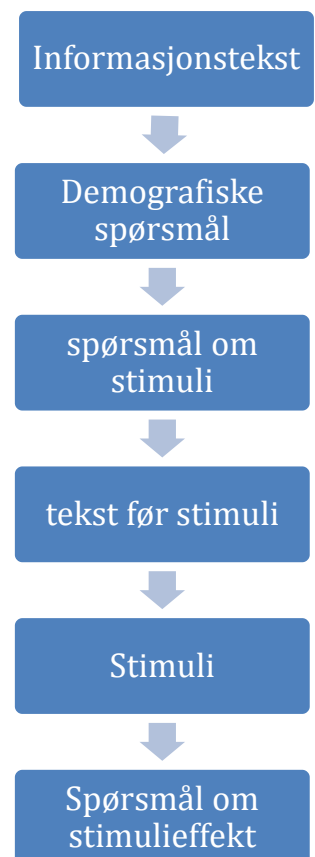 Informasjonstekst
Demografiske
spørsmål
spørsmål om
stimuli
tekst før stimuli
Stimuli
Spørsmål om
stimulieffekt